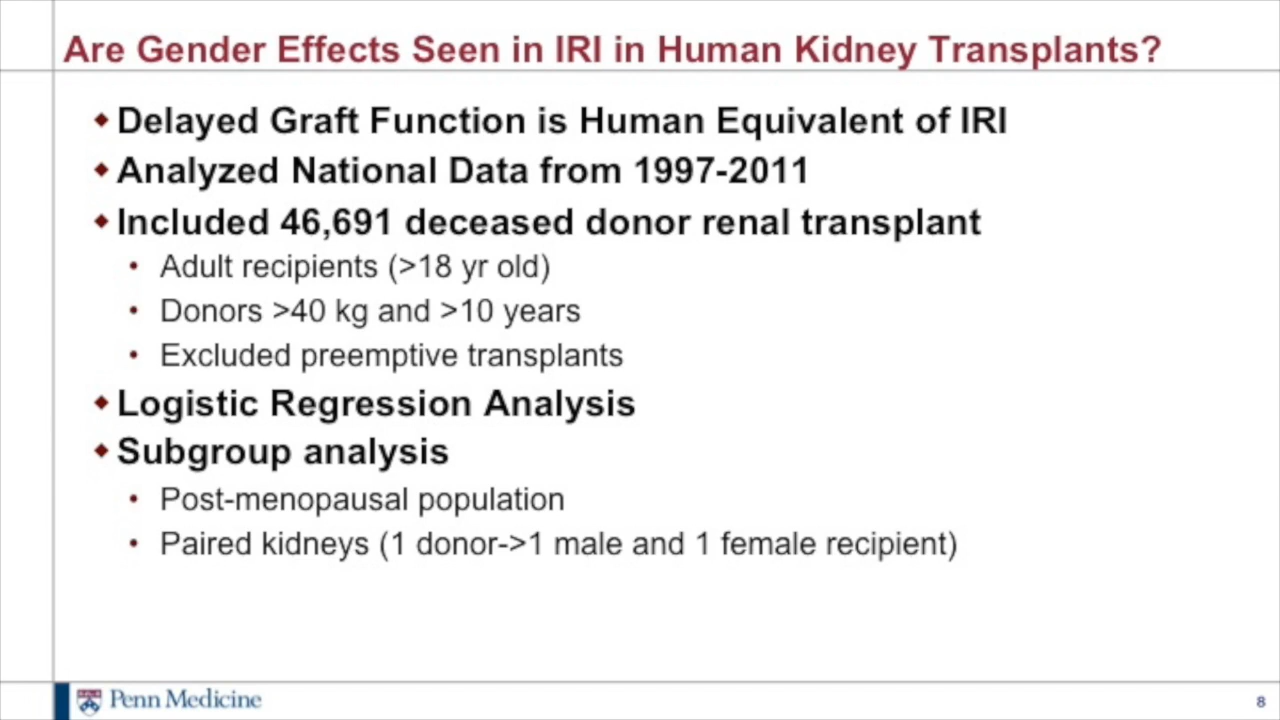 Are Gender Effects Seen in IRI in Human Kidney Transplants?
Delayed Graft Function is Human Equivalent of IRI
Analyzed National Data from 1997-2011
Included 46,691 deceased donor renal transplant
Adult recipients (>18 yr old)
Donors >40 kg and >10 years
Excluded preemptive transplants
Logistic Regression Analysis
Subgroup analysis
Post-menopausal population
Paired kidneys (1 donor->1 male and 1 female recipient)
Penn Medicine
8